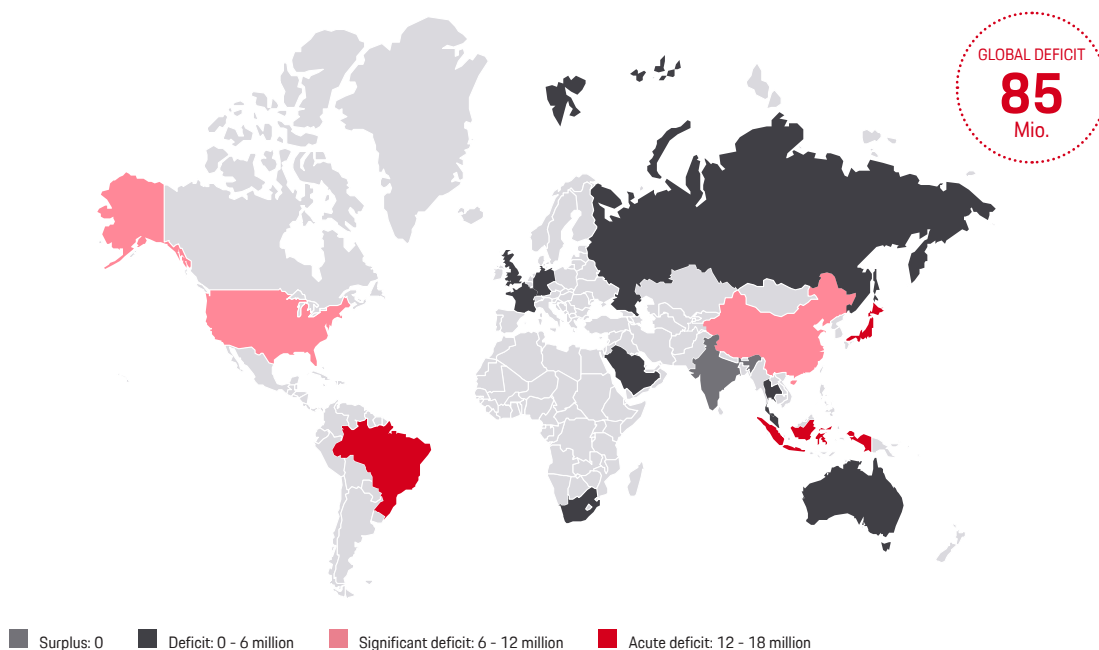 GLOBAL DEFICIT
85
Mio.
Surplus: 0
Deficit: 0 - 6 million
Significant deficit: 6 - 12 million
Acute deficit: 12 - 18 million